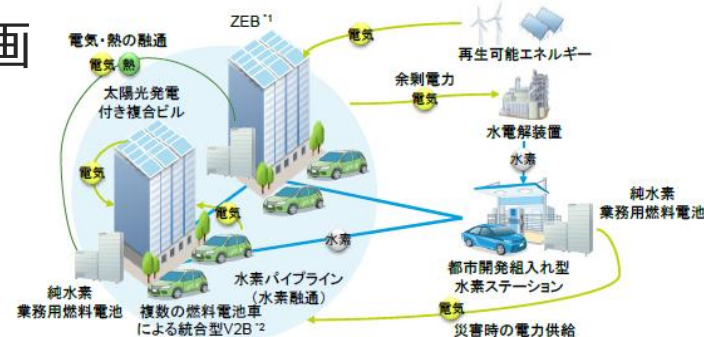 画
ZEB*1
電気・熱の融通
電気 熱
太陽光発電
付き複合ビル
電気
再生可能エネルギー
余剰電力
電気
水電解装置
水素
電気
電気
水素
純水素
業務用燃料電池
都市開発組入れ型
水素ステーション
水素パイプライン
（水素融通）
純水素
業務用燃料電池
複数の燃料電池車
による統合型V2B*2
電気
災害時の電力供給